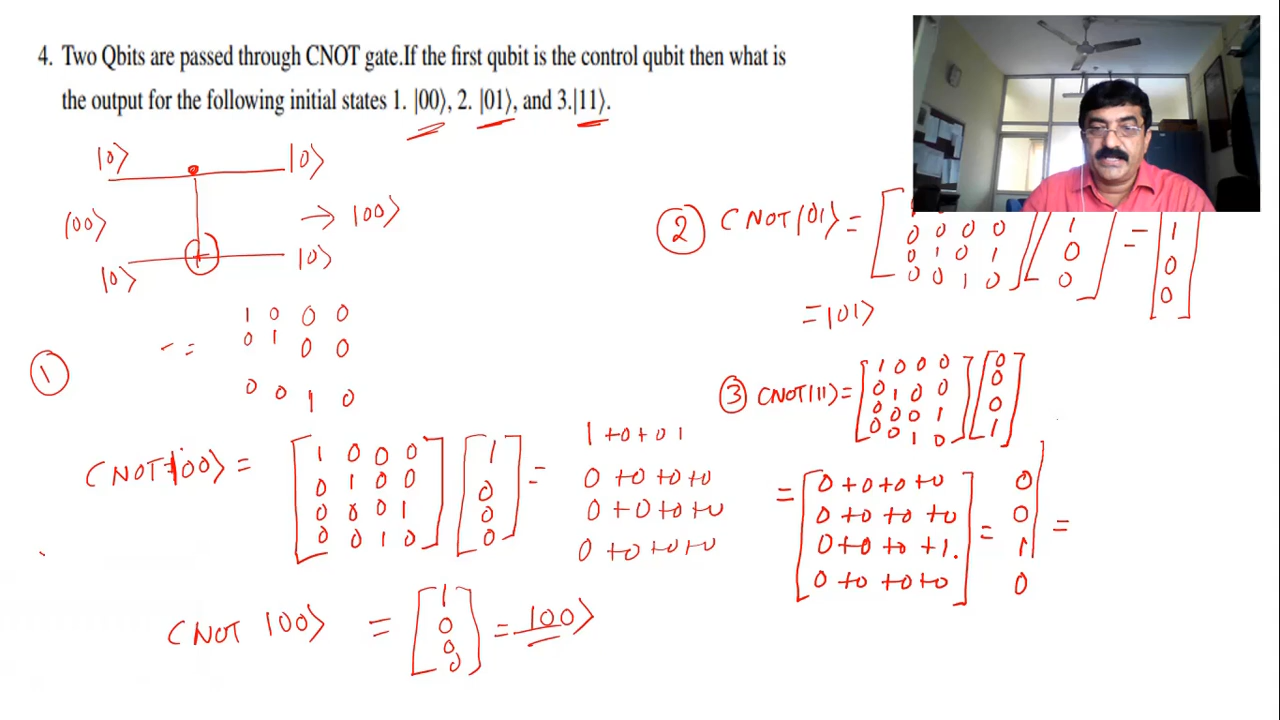 4. Two Qbits are passed through CNOT gate.If the first qubit is the control qubit then what is
the output for the following initial states 1. |00⟩, 2. |01⟩, and 3.|11⟩.
|0⟩ |0⟩
|00⟩ → |00⟩
|0⟩ |0⟩
①
1 0 0 0
0 1 0 0
0 0 1 0
CNOT |00⟩ =
1 0 0 0
0 1 0 0
0 0 0 1
0 0 1 0
1
0
0
0
=
1+0+0
0+0+0+0
0+0+0+0
0+0+0+0
CNOT |00⟩ =
1
0
0
0
= |00⟩
② CNOT|01⟩ =
0 0 0 0
0 1 0 1
0 0 1 0
1
0
0
=
1
0
0
= |01⟩
③ CNOT|11⟩ =
1 0 0 0
0 1 0 0
0 0 0 1
0 0 1 0
0
0
0
1
=
0+0+0+0
0+0+0+0
0+0+0+1.
0+0+0+0
=
0
0
1
0
=